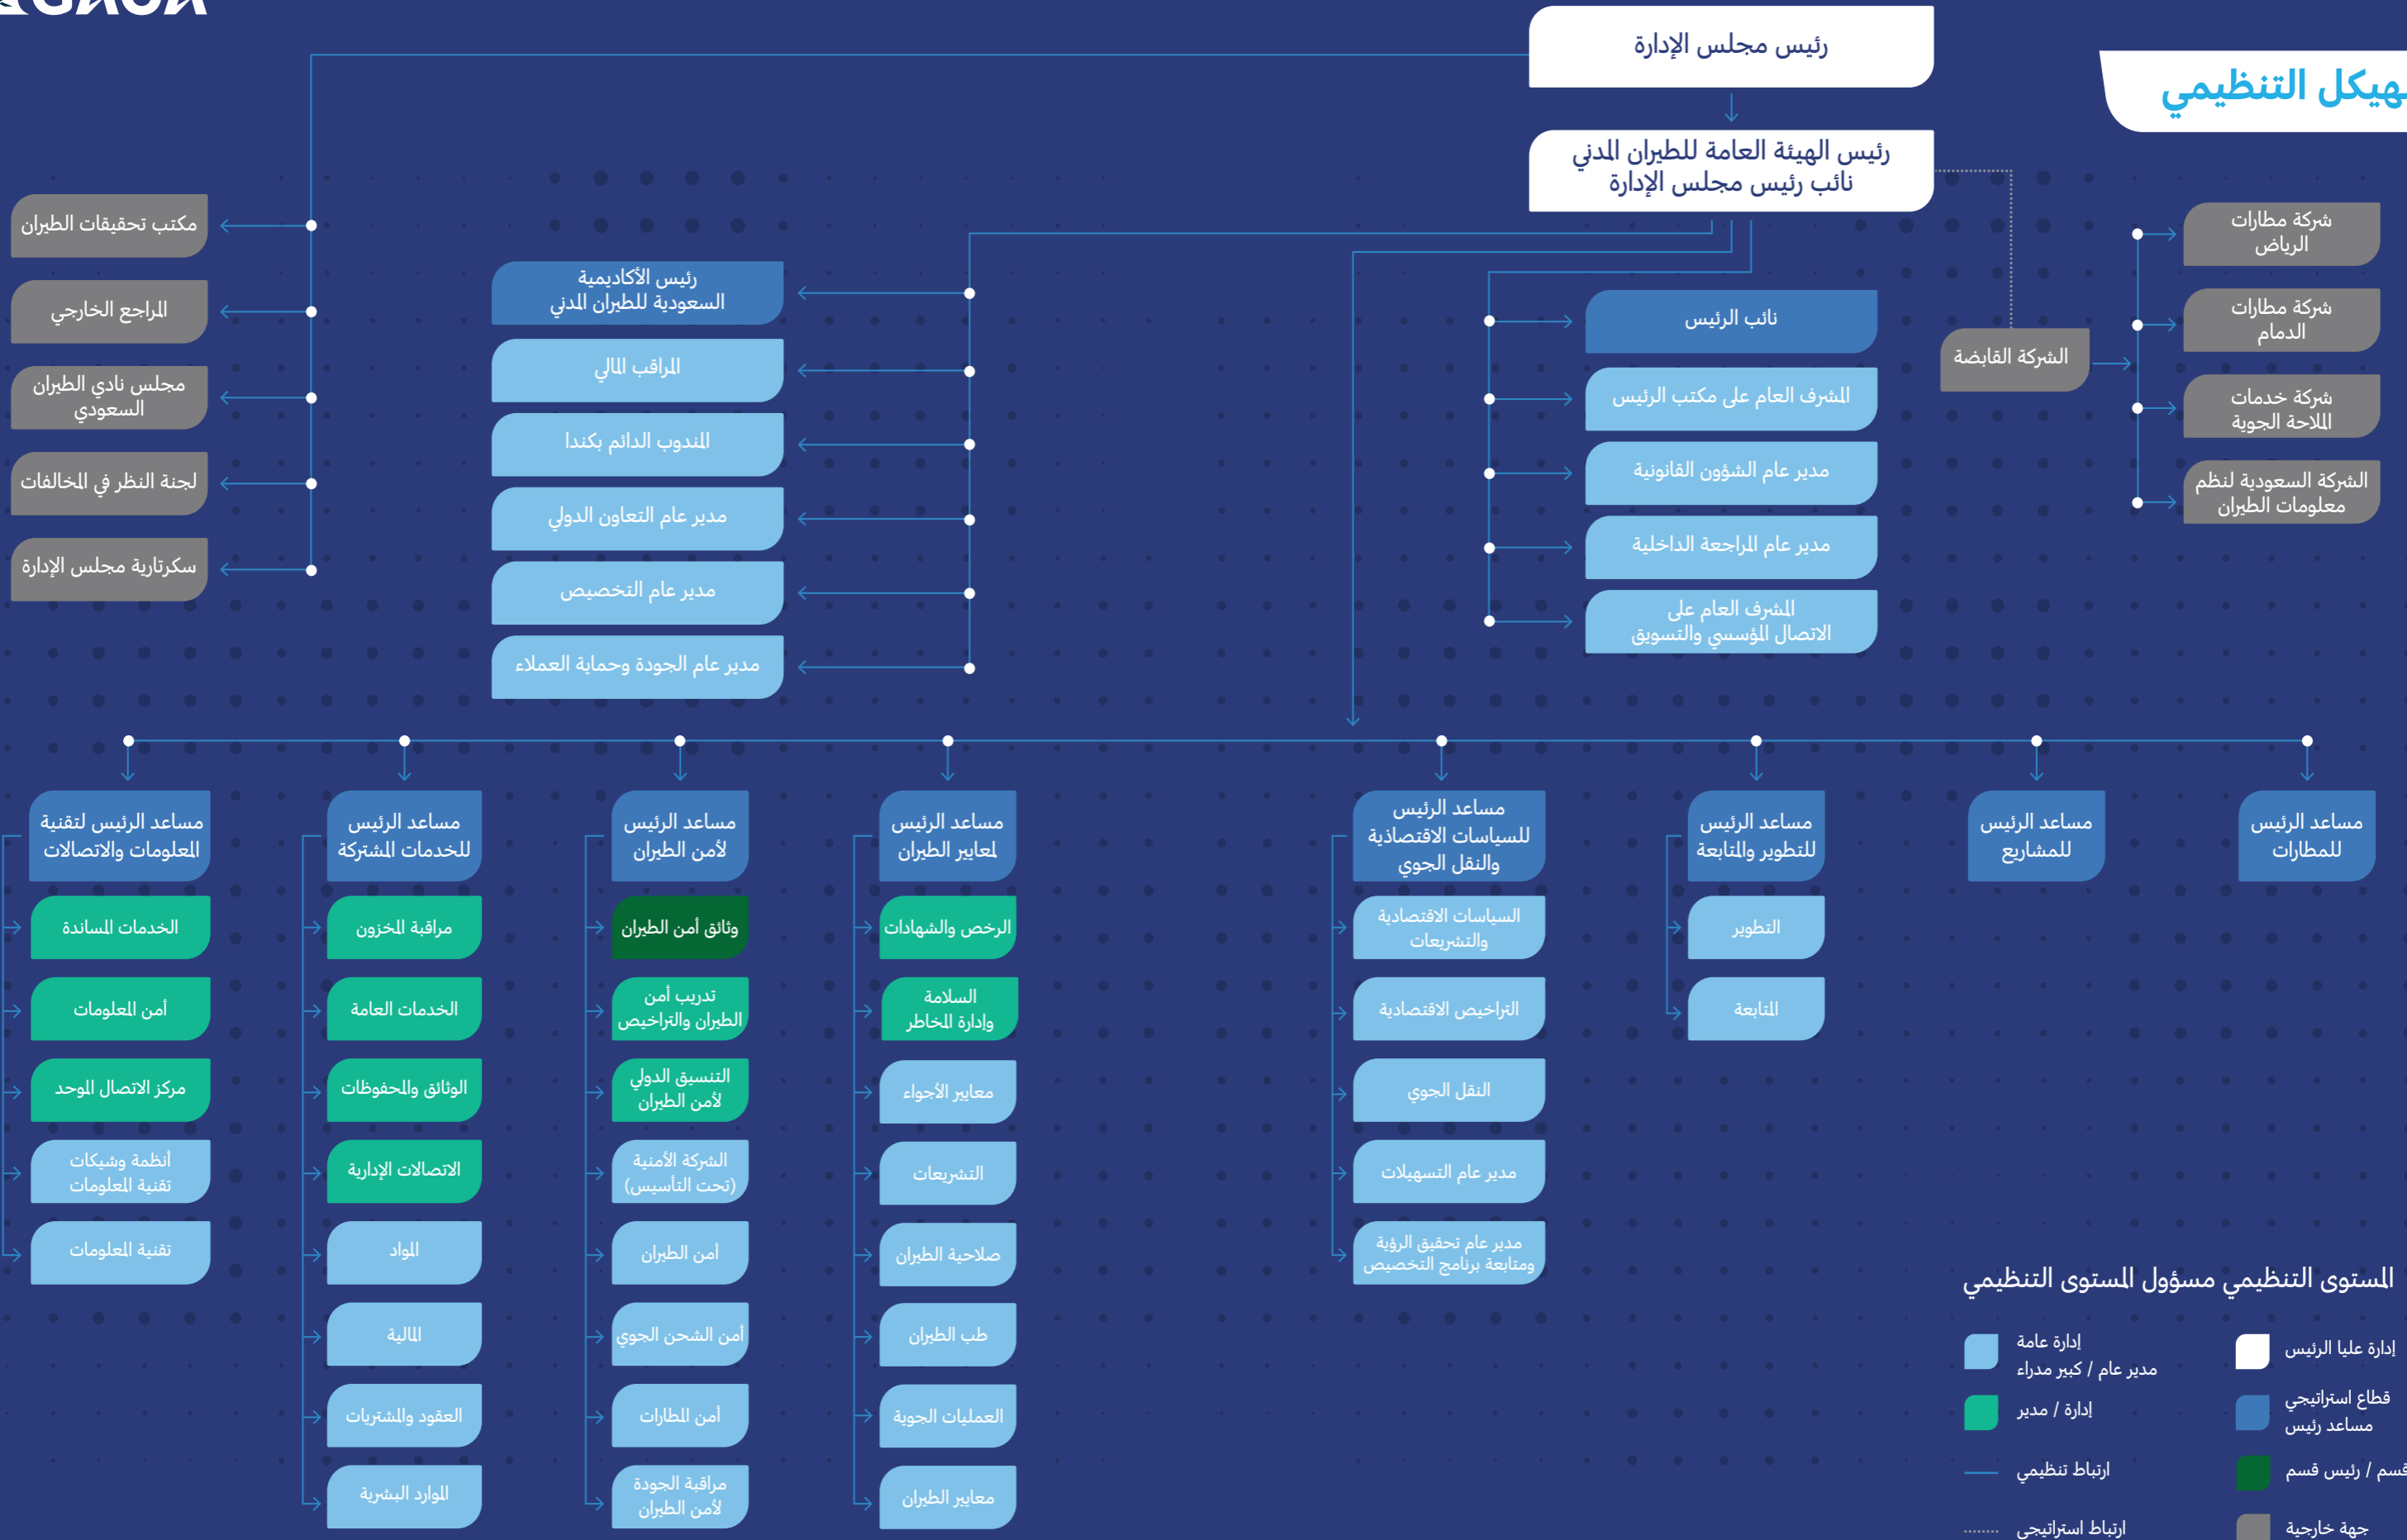 GACA
الهيكل التنظيمي
رئيس مجلس الإدارة
رئيس الهيئة العامة للطيران المدني
نائب رئيس مجلس الإدارة
الشركة القابضة
شركة مطارات
الرياض
شركة مطارات
الدمام
شركة خدمات
الملاحة الجوية
الشركة السعودية لنظم
معلومات الطيران
نائب الرئيس
المشرف العام على مكتب الرئيس
مدير عام الشؤون القانونية
مدير عام المراجعة الداخلية
المشرف العام على
الاتصال المؤسسي والتسويق
رئيس الأكاديمية
السعودية للطيران المدني
المراقب المالي
المندوب الدائم بكندا
مدير عام التعاون الدولي
مدير عام التخصيص
مدير عام الجودة وحماية العملاء
مكتب تحقيقات الطيران
المراجع الخارجي
مجلس نادي الطيران
السعودي
لجنة النظر في المخالفات
سكرتارية مجلس الإدارة
مساعد الرئيس
للمطارات
مساعد الرئيس
للمشاريع
مساعد الرئيس
للتطوير والمتابعة
التطوير
المتابعة
مساعد الرئيس
للسياسات الاقتصاذية
والنقل الجوي
السياسات الاقتصادية
والتشريعات
التراخيص الاقتصادية
النقل الجوي
مدير عام التسهيلات
مدير عام تحقيق الرؤية
ومتابعة برنامج التخصيص
مساعد الرئيس
لمعايير الطيران
الرخص والشهادات
السلامة
وإدارة المخاطر
معايير الأجواء
التشريعات
صلاحية الطيران
طب الطيران
العمليات الجوية
معايير الطيران
مساعد الرئيس
لأمن الطيران
وثائق أمن الطيران
تدريب أمن
الطيران والتراخيص
التنسيق الدولي
لأمن الطيران
الشركة الأمنية
(تحت التأسيس)
أمن الطيران
أمن الشحن الجوي
أمن المطارات
مراقبة الجودة
لأمن الطيران
مساعد الرئيس
للخدمات المشتركة
مراقبة المخزون
الخدمات العامة
الوثائق والمحفوظات
الاتصالات الإدارية
المواد
المالية
العقود والمشتريات
الموارد البشرية
مساعد الرئيس لتقنية
المعلومات والاتصالات
الخدمات المساندة
أمن المعلومات
مركز الاتصال الموحد
أنظمة وشبكات
تقنية المعلومات
تقنية المعلومات
المستوى التنظيمي مسؤول المستوى التنظيمي
إدارة عليا الرئيس
قطاع استراتيجي
مساعد رئيس
قسم / رئيس قسم
جهة خارجية
إدارة عامة
مدير عام / كبير مدراء
إدارة / مدير
ارتباط تنظيمي
ارتباط استراتيجي